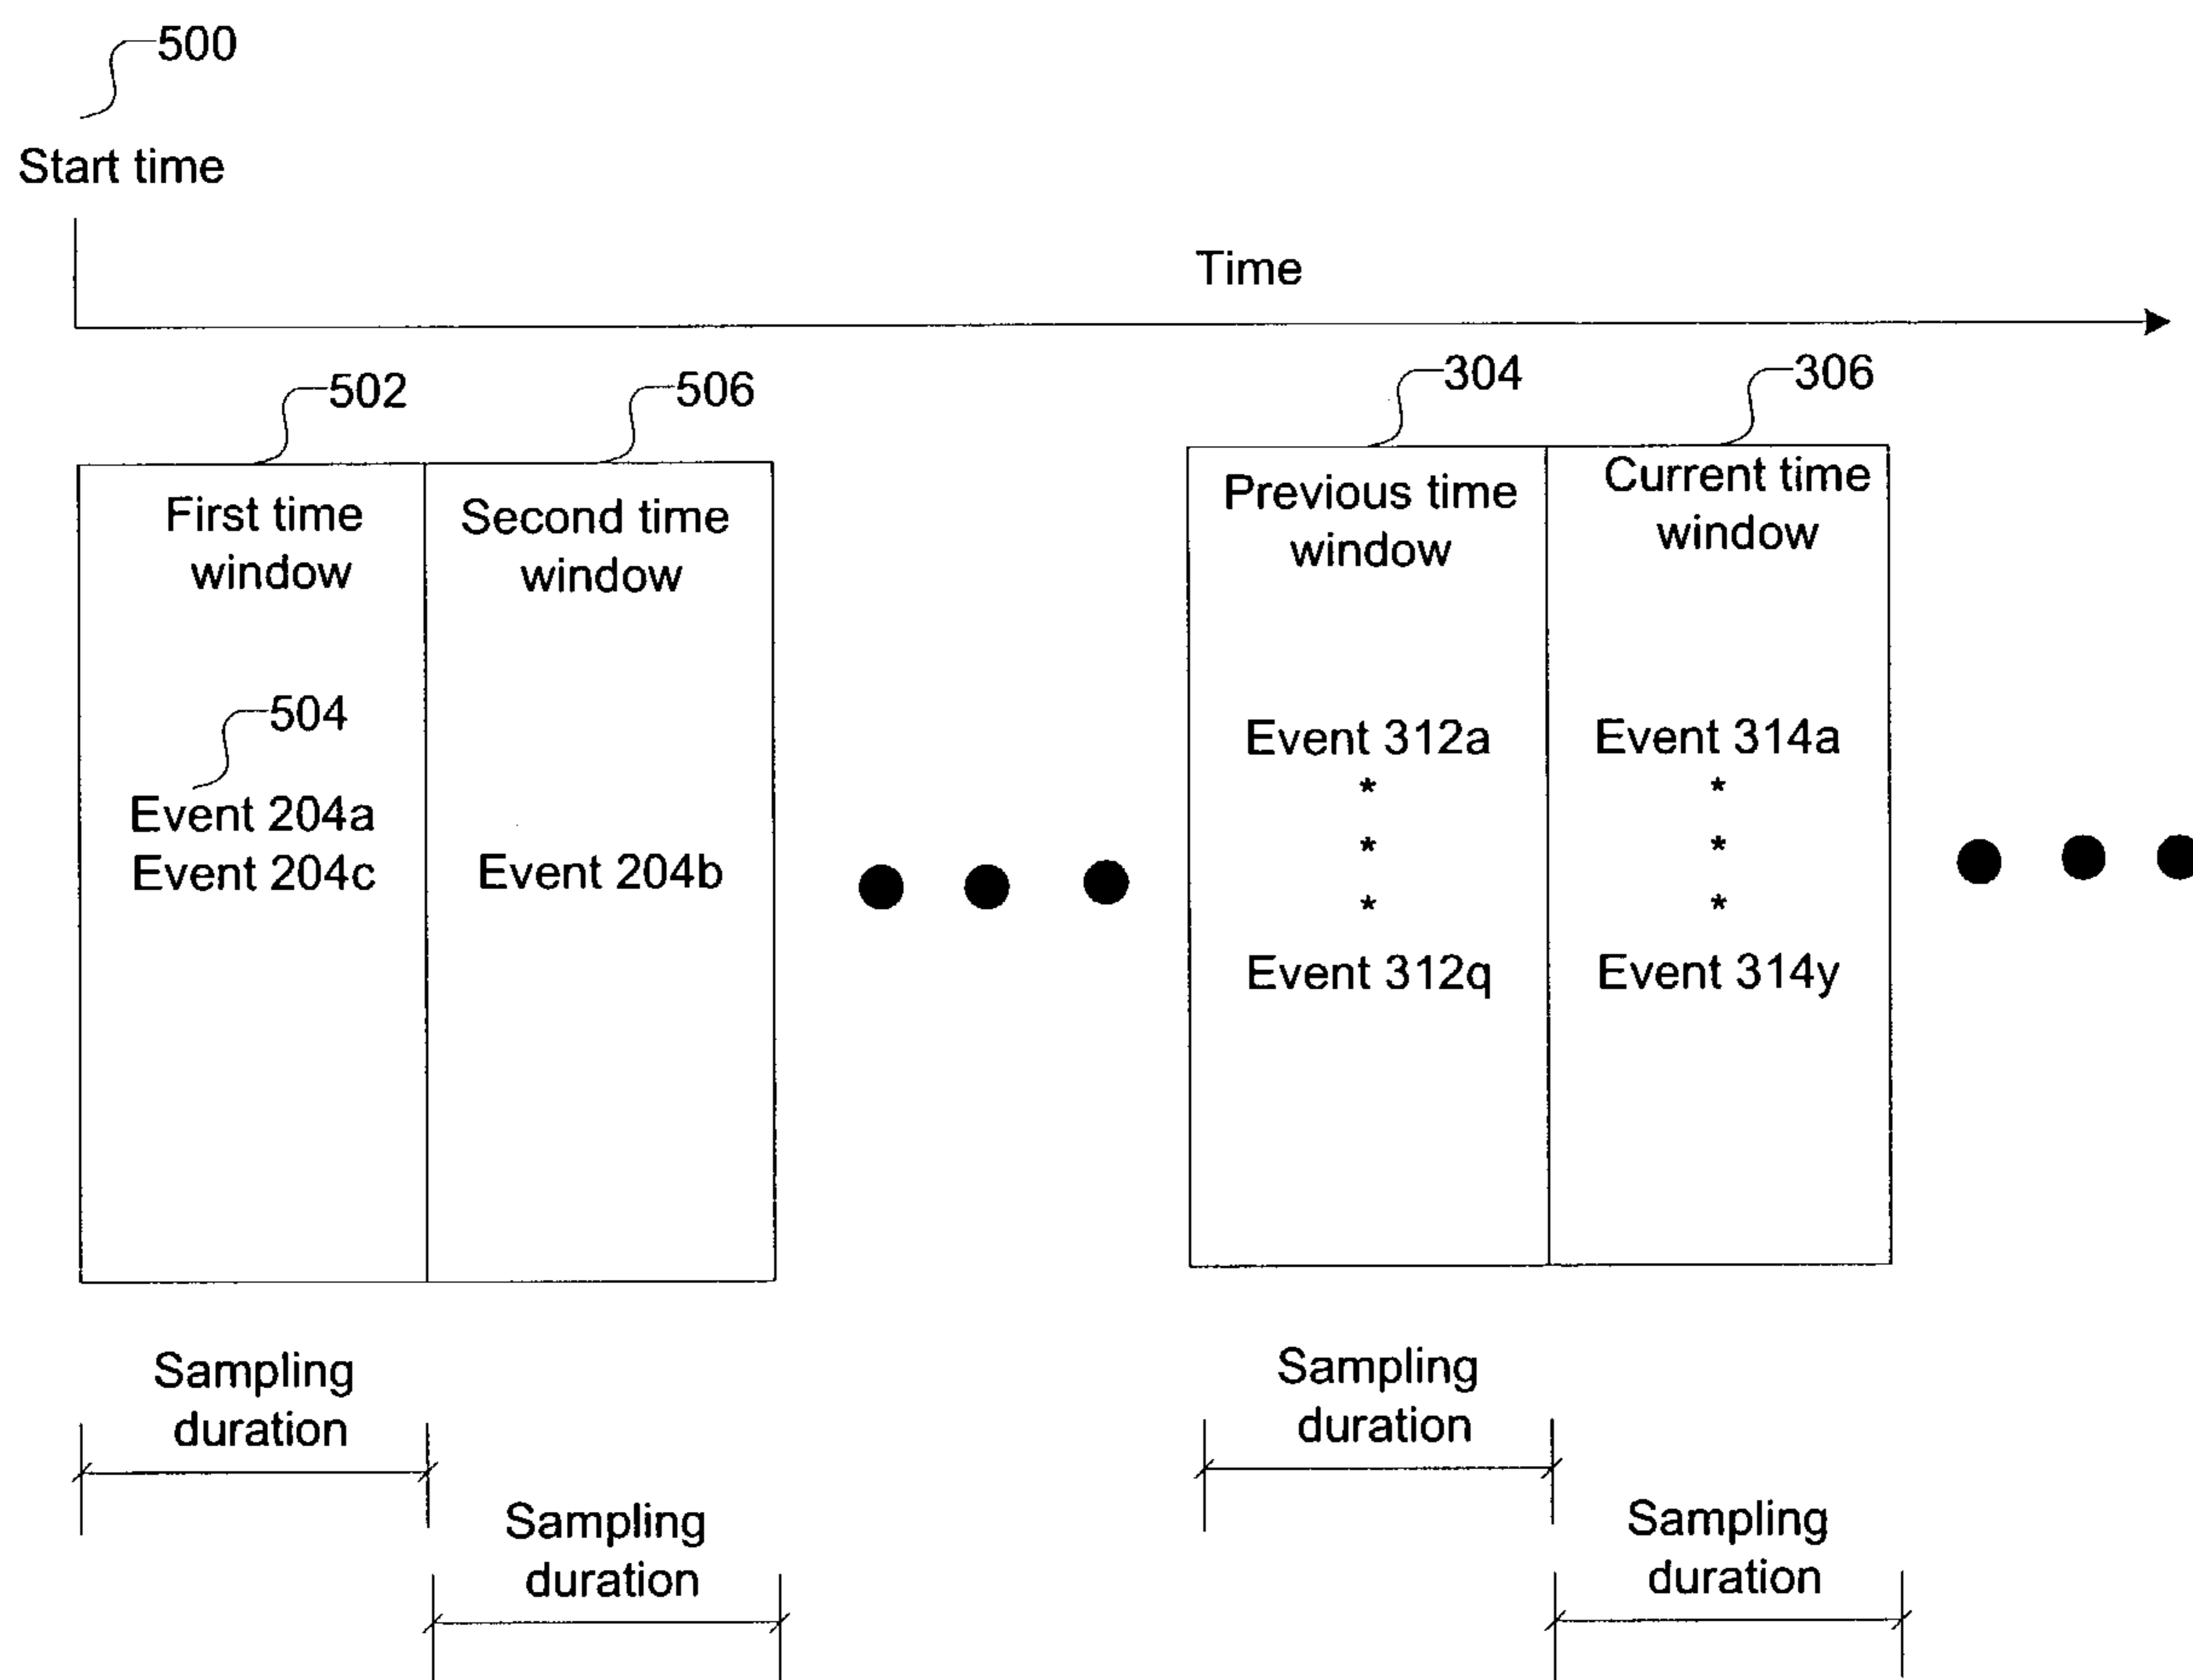 500
Start time
Time
502
506
304
306
First time
window
Second time
window
Previous time
window
Current time
window
504
Event 204a
Event 204c
Event 204b
Event 312a
*
*
*
Event 312q
Event 314a
*
*
*
Event 314y
Sampling
duration
Sampling
duration
Sampling
duration
Sampling
duration